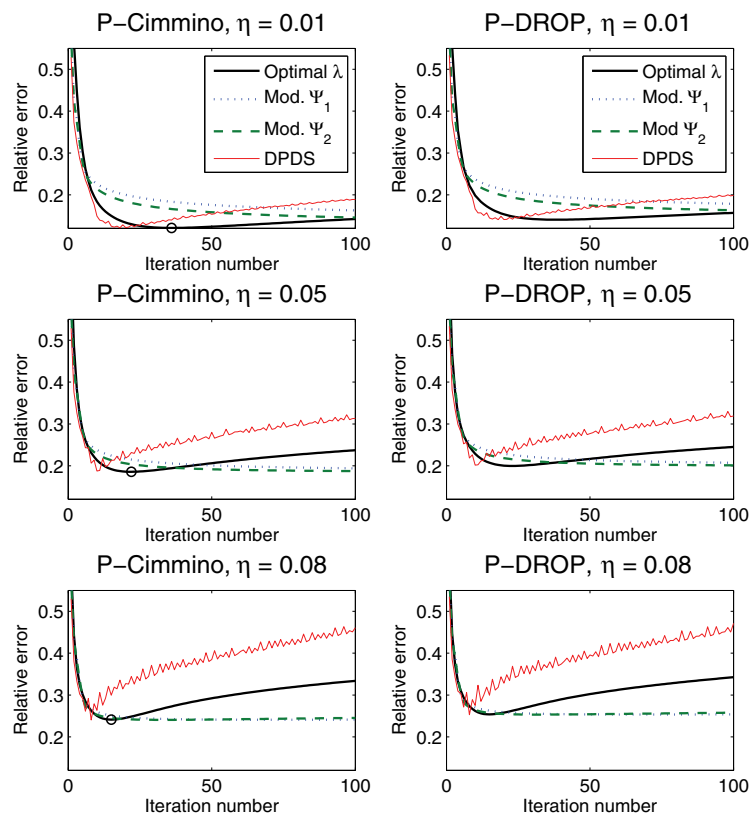 P−Cimmino, η = 0.01
Relative error
0.5
0.4
0.3
0.2
0
50
100
Iteration number
Optimal λ
Mod. Ψ1
Mod Ψ2
DPDS
P−DROP, η = 0.01
Relative error
0.5
0.4
0.3
0.2
0
50
100
Iteration number
Optimal λ
Mod. Ψ1
Mod Ψ2
DPDS
P−Cimmino, η = 0.05
Relative error
0.5
0.4
0.3
0.2
0
50
100
Iteration number
P−DROP, η = 0.05
Relative error
0.5
0.4
0.3
0.2
0
50
100
Iteration number
P−Cimmino, η = 0.08
Relative error
0.5
0.4
0.3
0.2
0
50
100
Iteration number
P−DROP, η = 0.08
Relative error
0.5
0.4
0.3
0.2
0
50
100
Iteration number